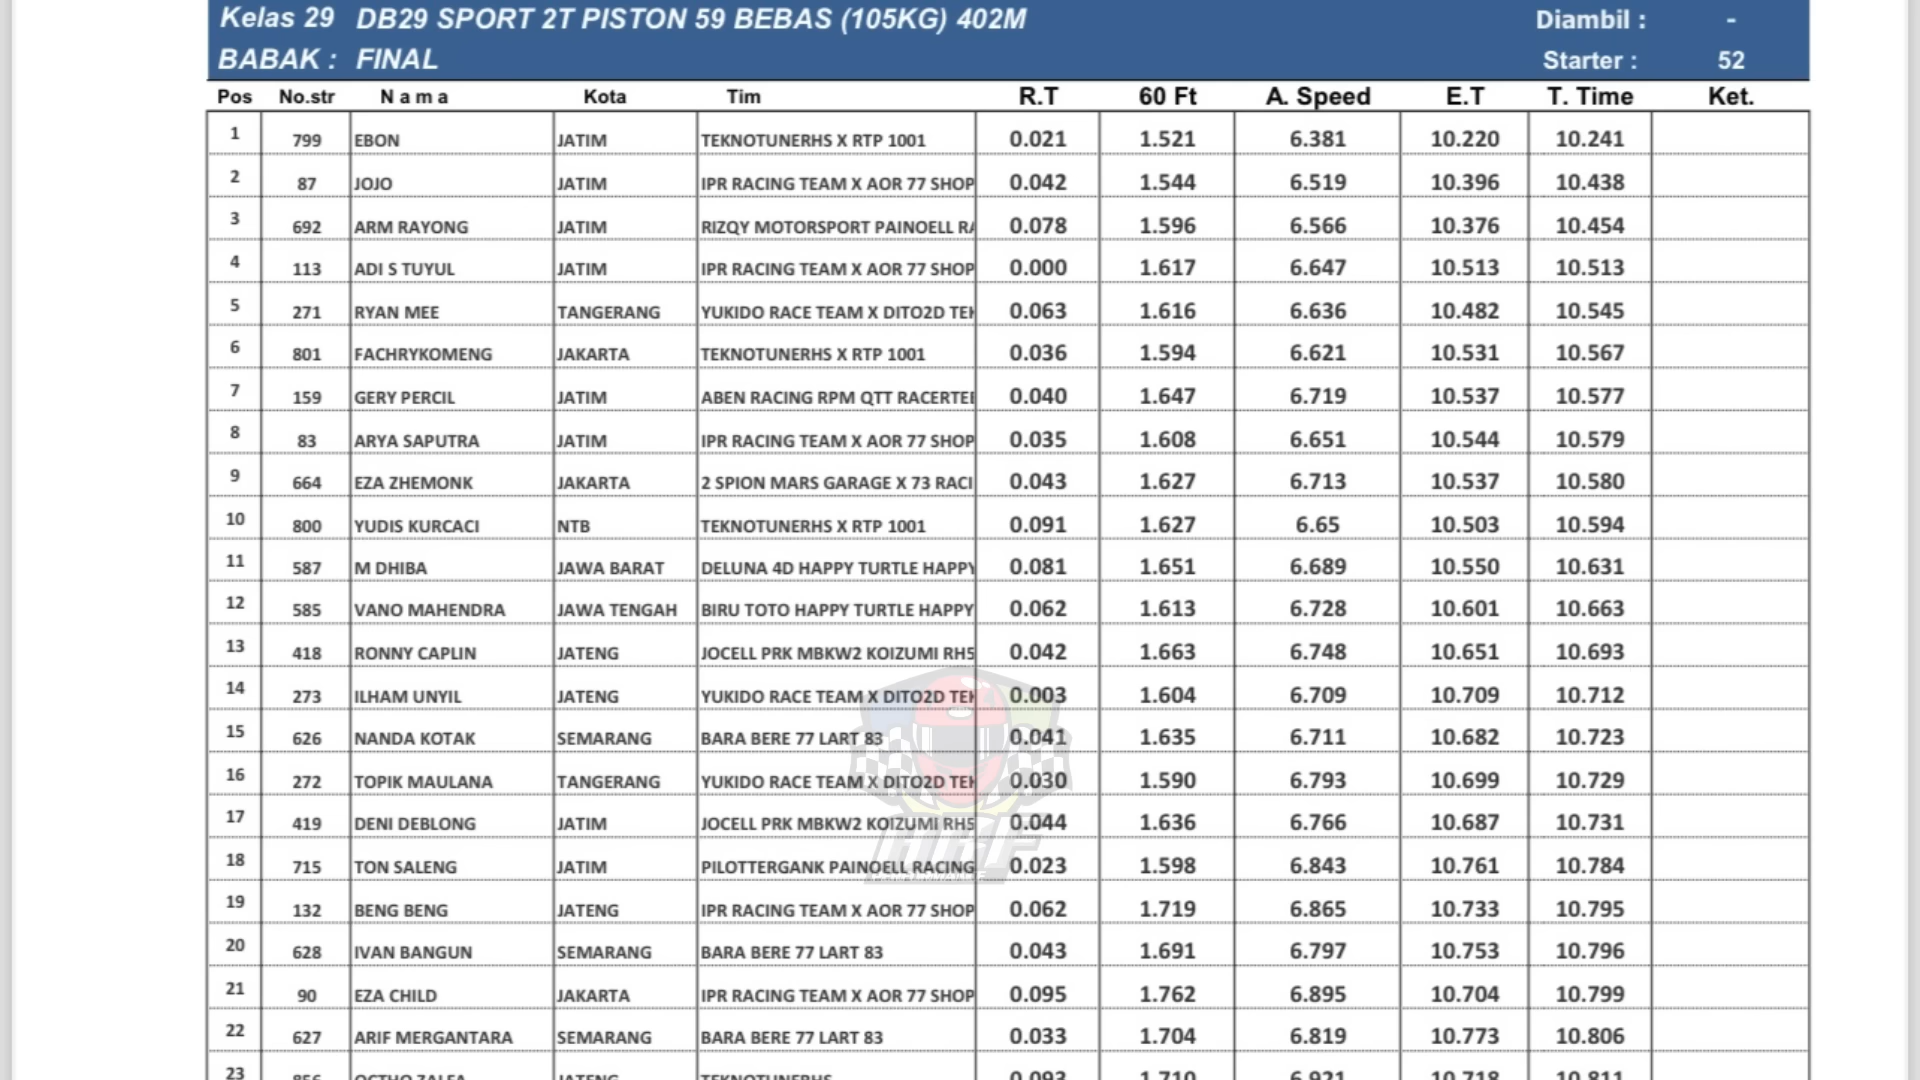 Kelas 29 DB29 SPORT 2T PISTON 59 BEBAS (105KG) 402M Diambil : -
BABAK : FINAL Starter : 52
Pos No.str N a m a Kota Tim R.T 60 Ft A. Speed E.T T. Time Ket.
1 799 EBON JATIM TEKNOTUNERHS X RTP 1001 0.021 1.521 6.381 10.220 10.241
2 87 JOJO JATIM IPR RACING TEAM X AOR 77 SHOP 0.042 1.544 6.519 10.396 10.438
3 692 ARM RAYONG JATIM RIZQY MOTORSPORT PAINOELL RA 0.078 1.596 6.566 10.376 10.454
4 113 ADI S TUYUL JATIM IPR RACING TEAM X AOR 77 SHOP 0.000 1.617 6.647 10.513 10.513
5 271 RYAN MEE TANGERANG YUKIDO RACE TEAM X DITO2D TEK 0.063 1.616 6.636 10.482 10.545
6 801 FACHRYKOMENG JAKARTA TEKNOTUNERHS X RTP 1001 0.036 1.594 6.621 10.531 10.567
7 159 GERY PERCIL JATIM ABEN RACING RPM QTT RACERTEE 0.040 1.647 6.719 10.537 10.577
8 83 ARYA SAPUTRA JATIM IPR RACING TEAM X AOR 77 SHOP 0.035 1.608 6.651 10.544 10.579
9 664 EZA ZHEMONK JAKARTA 2 SPION MARS GARAGE X 73 RACI 0.043 1.627 6.713 10.537 10.580
10 800 YUDIS KURCACI NTB TEKNOTUNERHS X RTP 1001 0.091 1.627 6.65 10.503 10.594
11 587 M DHIBA JAWA BARAT DELUNA 4D HAPPY TURTLE HAPPY 0.081 1.651 6.689 10.550 10.631
12 585 VANO MAHENDRA JAWA TENGAH BIRU TOTO HAPPY TURTLE HAPPY 0.062 1.613 6.728 10.601 10.663
13 418 RONNY CAPLIN JATENG JOCELL PRK MBKW2 KOIZUMI RH5 0.042 1.663 6.748 10.651 10.693
14 273 ILHAM UNYIL JATENG YUKIDO RACE TEAM X DITO2D TEK 0.003 1.604 6.709 10.709 10.712
15 626 NANDA KOTAK SEMARANG BARA BERE 77 LART 83 0.041 1.635 6.711 10.682 10.723
16 272 TOPIK MAULANA TANGERANG YUKIDO RACE TEAM X DITO2D TEK 0.030 1.590 6.793 10.699 10.729
17 419 DENI DEBLONG JATIM JOCELL PRK MBKW2 KOIZUMI RH5 0.044 1.636 6.766 10.687 10.731
18 715 TON SALENG JATIM PILOTTERGANK PAINOELL RACING 0.023 1.598 6.843 10.761 10.784
19 132 BENG BENG JATENG IPR RACING TEAM X AOR 77 SHOP 0.062 1.719 6.865 10.733 10.795
20 628 IVAN BANGUN SEMARANG BARA BERE 77 LART 83 0.043 1.691 6.797 10.753 10.796
21 90 EZA CHILD JAKARTA IPR RACING TEAM X AOR 77 SHOP 0.095 1.762 6.895 10.704 10.799
22 627 ARIF MERGANTARA SEMARANG BARA BERE 77 LART 83 0.033 1.704 6.819 10.773 10.806
23 856 OCTHO ZALFA JATENG TEKNOTUNERHS 0.093 1.710 6.921 10.718 10.811